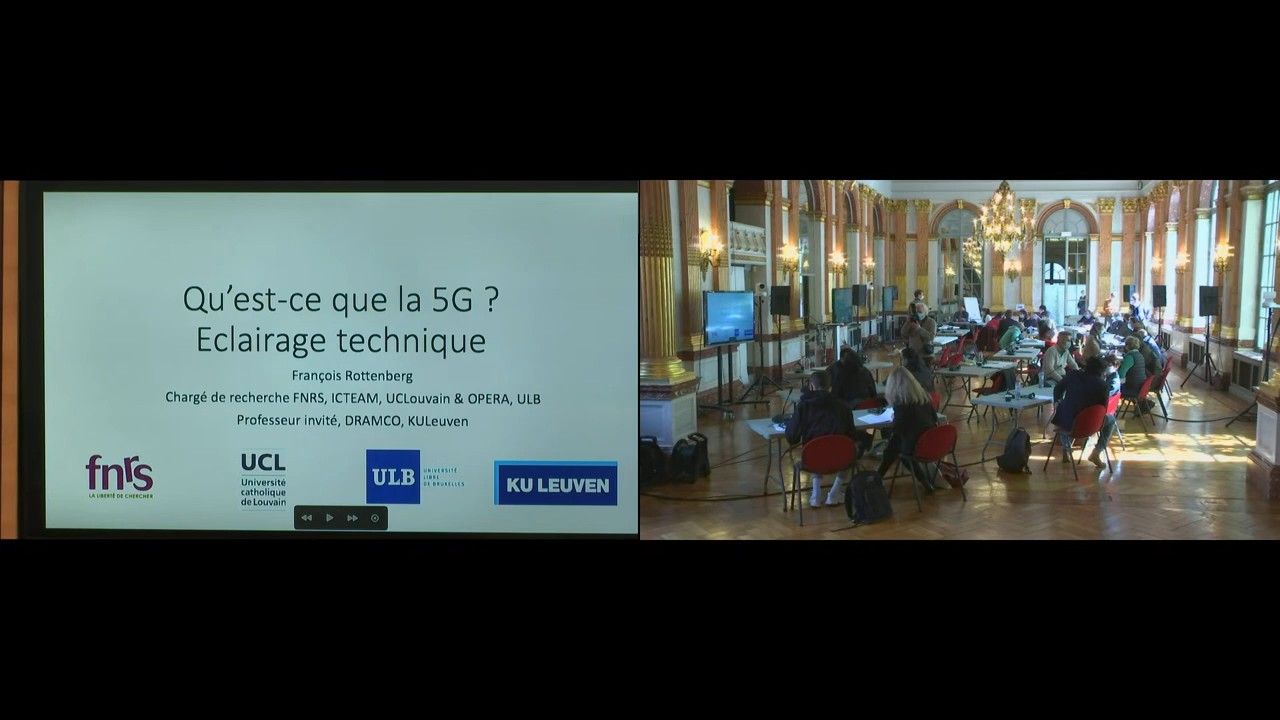 Qu'est-ce que la 5G ?
Eclairage technique
François Rottenberg
Chargé de recherche FNRS, ICTEAM, UCLouvain & OPERA, ULB
Professeur invité, DRAMCO, KULeuven
fnrs
LA LIBERTÉ DE CHERCHER
UCL
Université
catholique
de Louvain
ULB
UNIVERSITÉ
LIBRE
DE BRUXELLES
KU LEUVEN